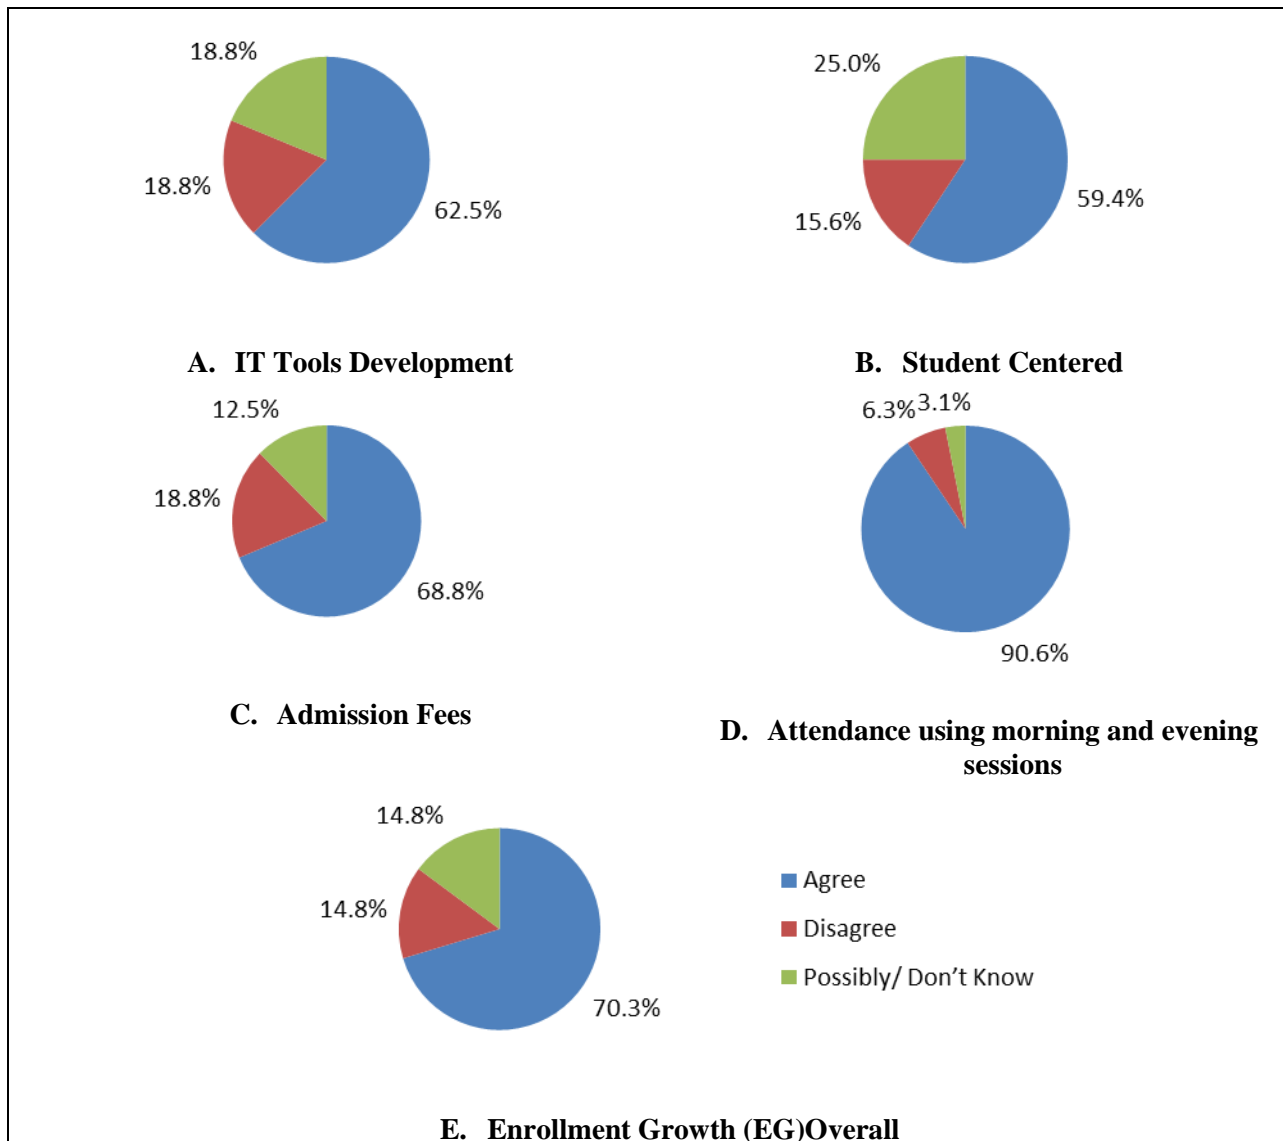 18.8%
18.8%
62.5%
A. IT Tools Development
25.0%
15.6%
59.4%
B. Student Centered
12.5%
18.8%
68.8%
C. Admission Fees
6.3% 3.1%
90.6%
D. Attendance using morning and evening
sessions
14.8%
14.8%
70.3%
Agree
Disagree
Possibly/ Don’t Know
E. Enrollment Growth (EG)Overall